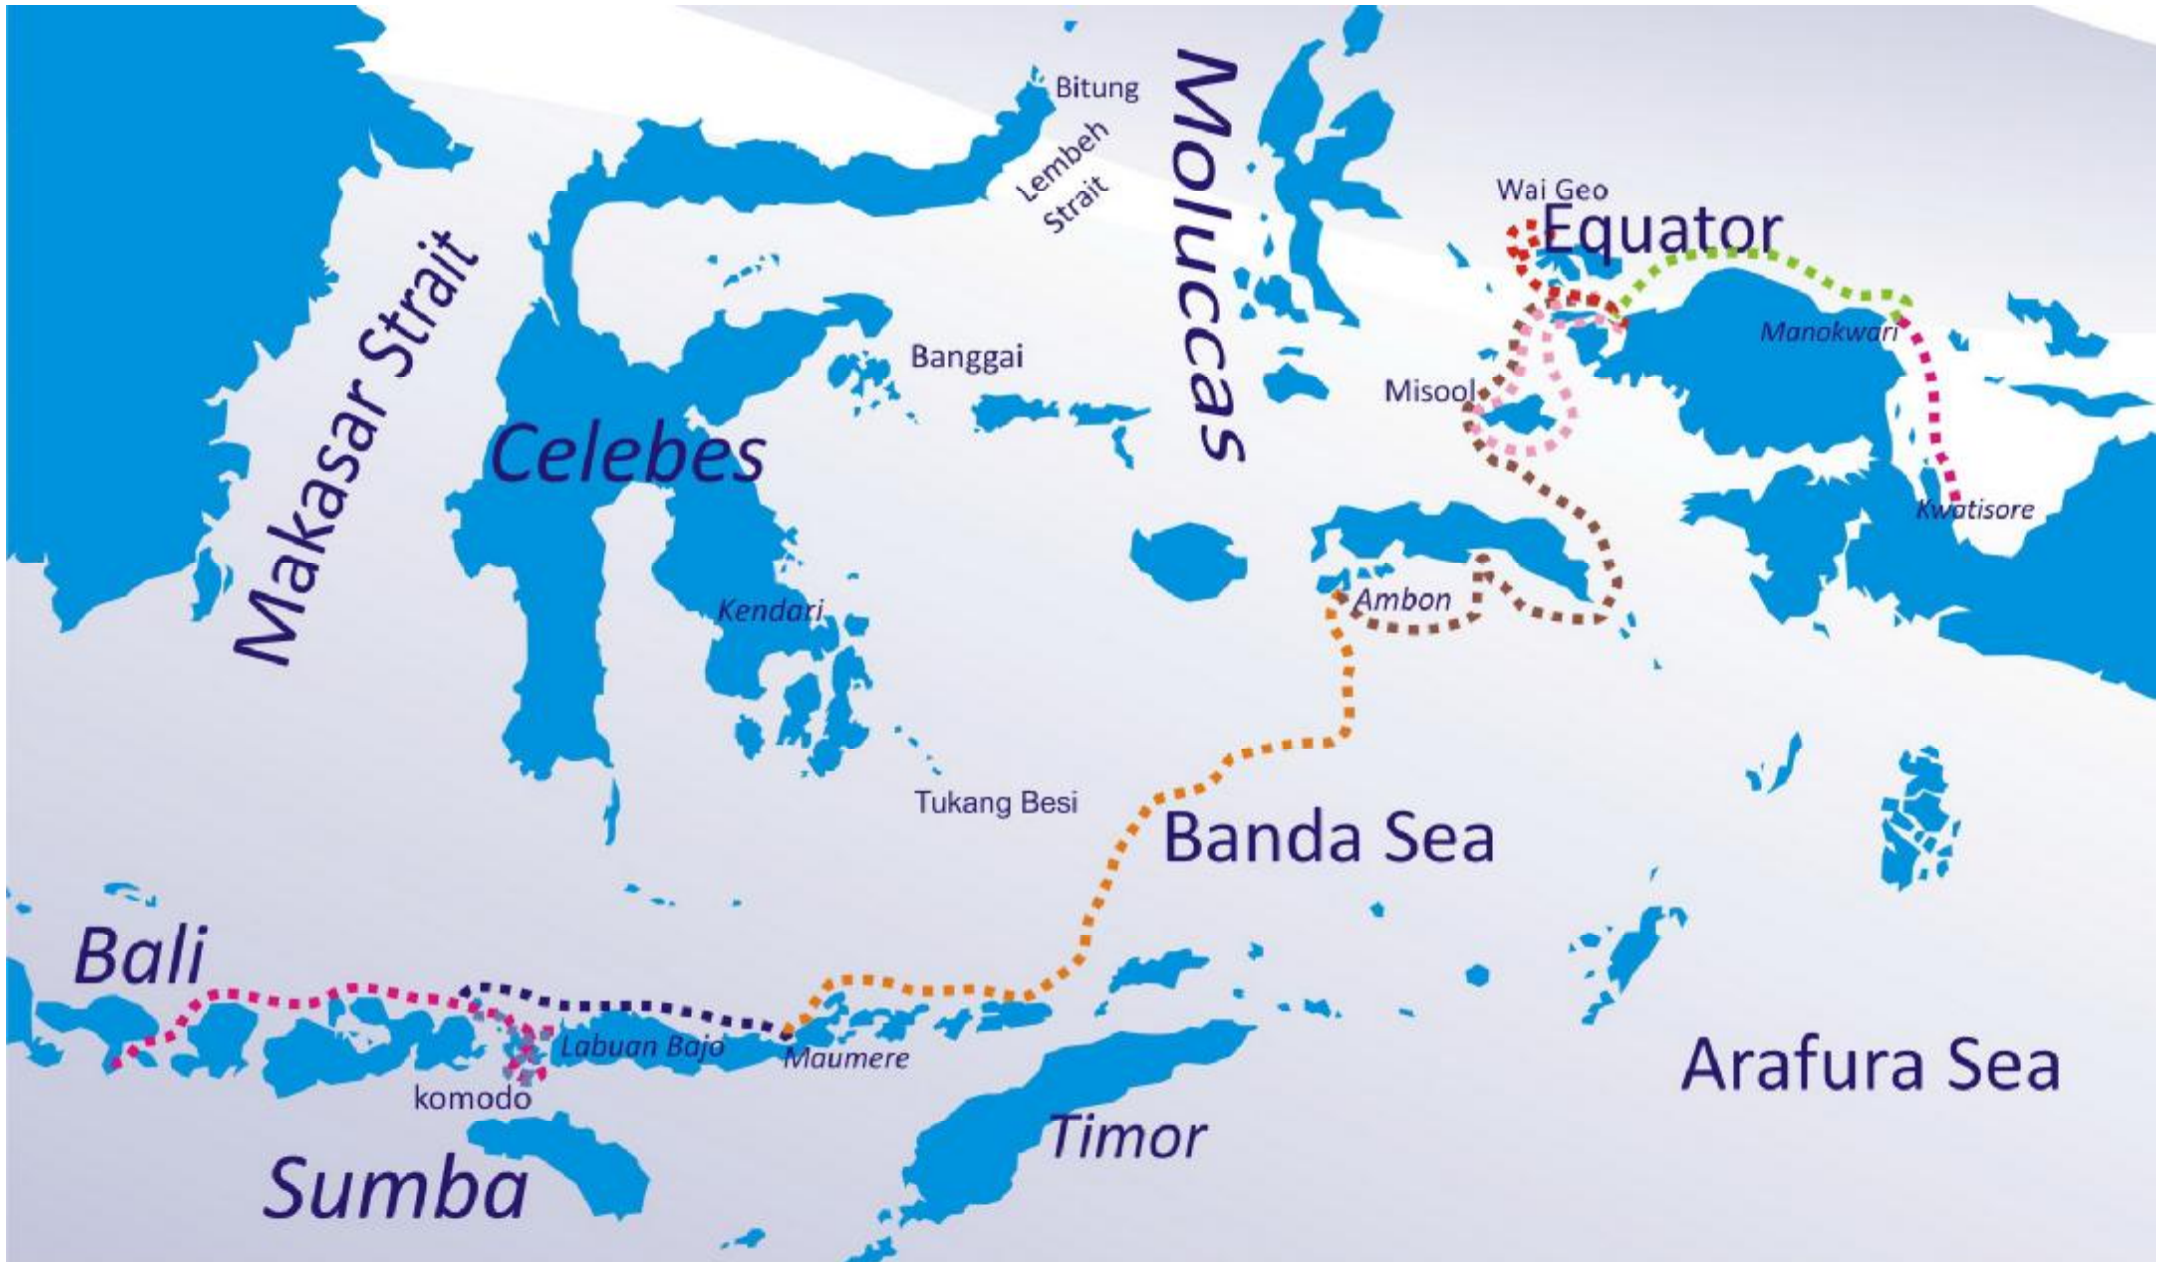 Bitung
Lembeh
Strait
Moluccas
Wai Geo
Equator
Makasar Strait
Manokwari
Banggai
Misool
Celebes
Kwatisore
Kendari
Ambon
Tukang Besi
Banda Sea
Bali
Labuan Bajo
Maumere
komodo
Arafura Sea
Timor
Sumba